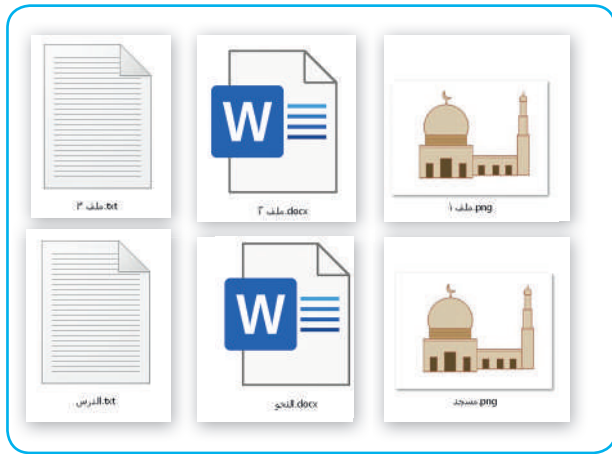 W
ملف ١.png
ملف ٢.docx
ملف ٣.txt
W
مسجد.png
النحو.docx
الدرس.txt